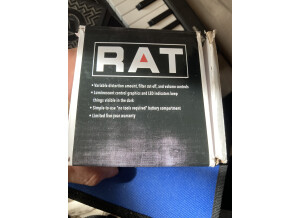 RAT
• Variable distortion amount, filter cut-off, and volume controls
• Luminescent control graphics and LED indicators keep
things visible in the dark
• Simple-to-use "no tools required" battery compartment
• Limited five year warranty